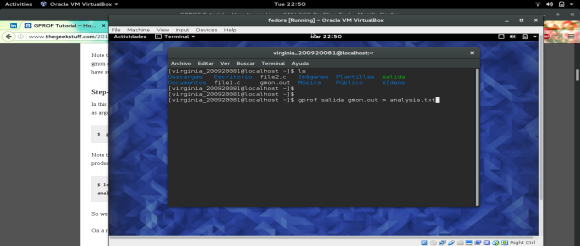 Activities Oracle VM VirtualBox Tue 22:50
GPROF Tutorial – Ho...
www.thegeekstuff.com/201
Note t
gmon.o
have su
Step-
In this
as arg
$ g
Note t
produ
$ l
anal
So we
On a r
fedora [Running] - Oracle VM VirtualBox
File Machine View Input Devices Help
Actividades Terminal mar 22:50
virginia_200920081@localhost:~
Archivo Editar Ver Buscar Terminal Ayuda
[virginia_200920081@localhost ~]$ ls
Descargas Escritorio file2.c Imágenes Plantillas salida
Documentos file1.c gmon.out Música Público Vídeos
[virginia_200920081@localhost ~]$
[virginia_200920081@localhost ~]$
[virginia_200920081@localhost ~]$ gprof salida gmon.out > analysis.txt
Right Ctrl